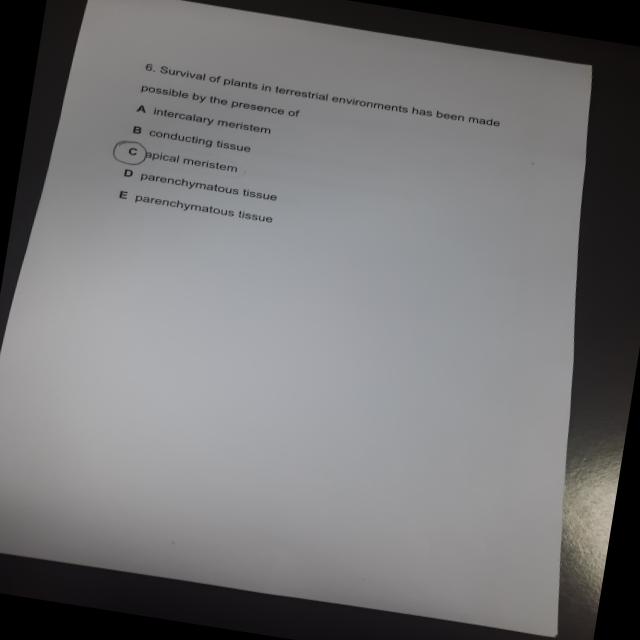 6. Survival of plants in terrestrial environments has been made
possible by the presence of
A intercalary meristem
B conducting tissue
C apical meristem
D parenchymatous tissue
E parenchymatous tissue